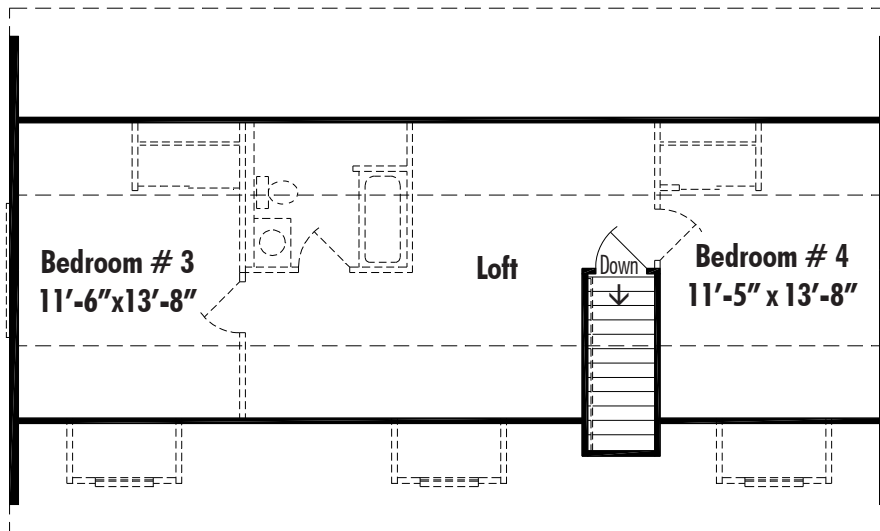 Bedroom # 3
11′-6″x13′-8″
Loft
Down
Bedroom # 4
11′-5″ x 13′-8″